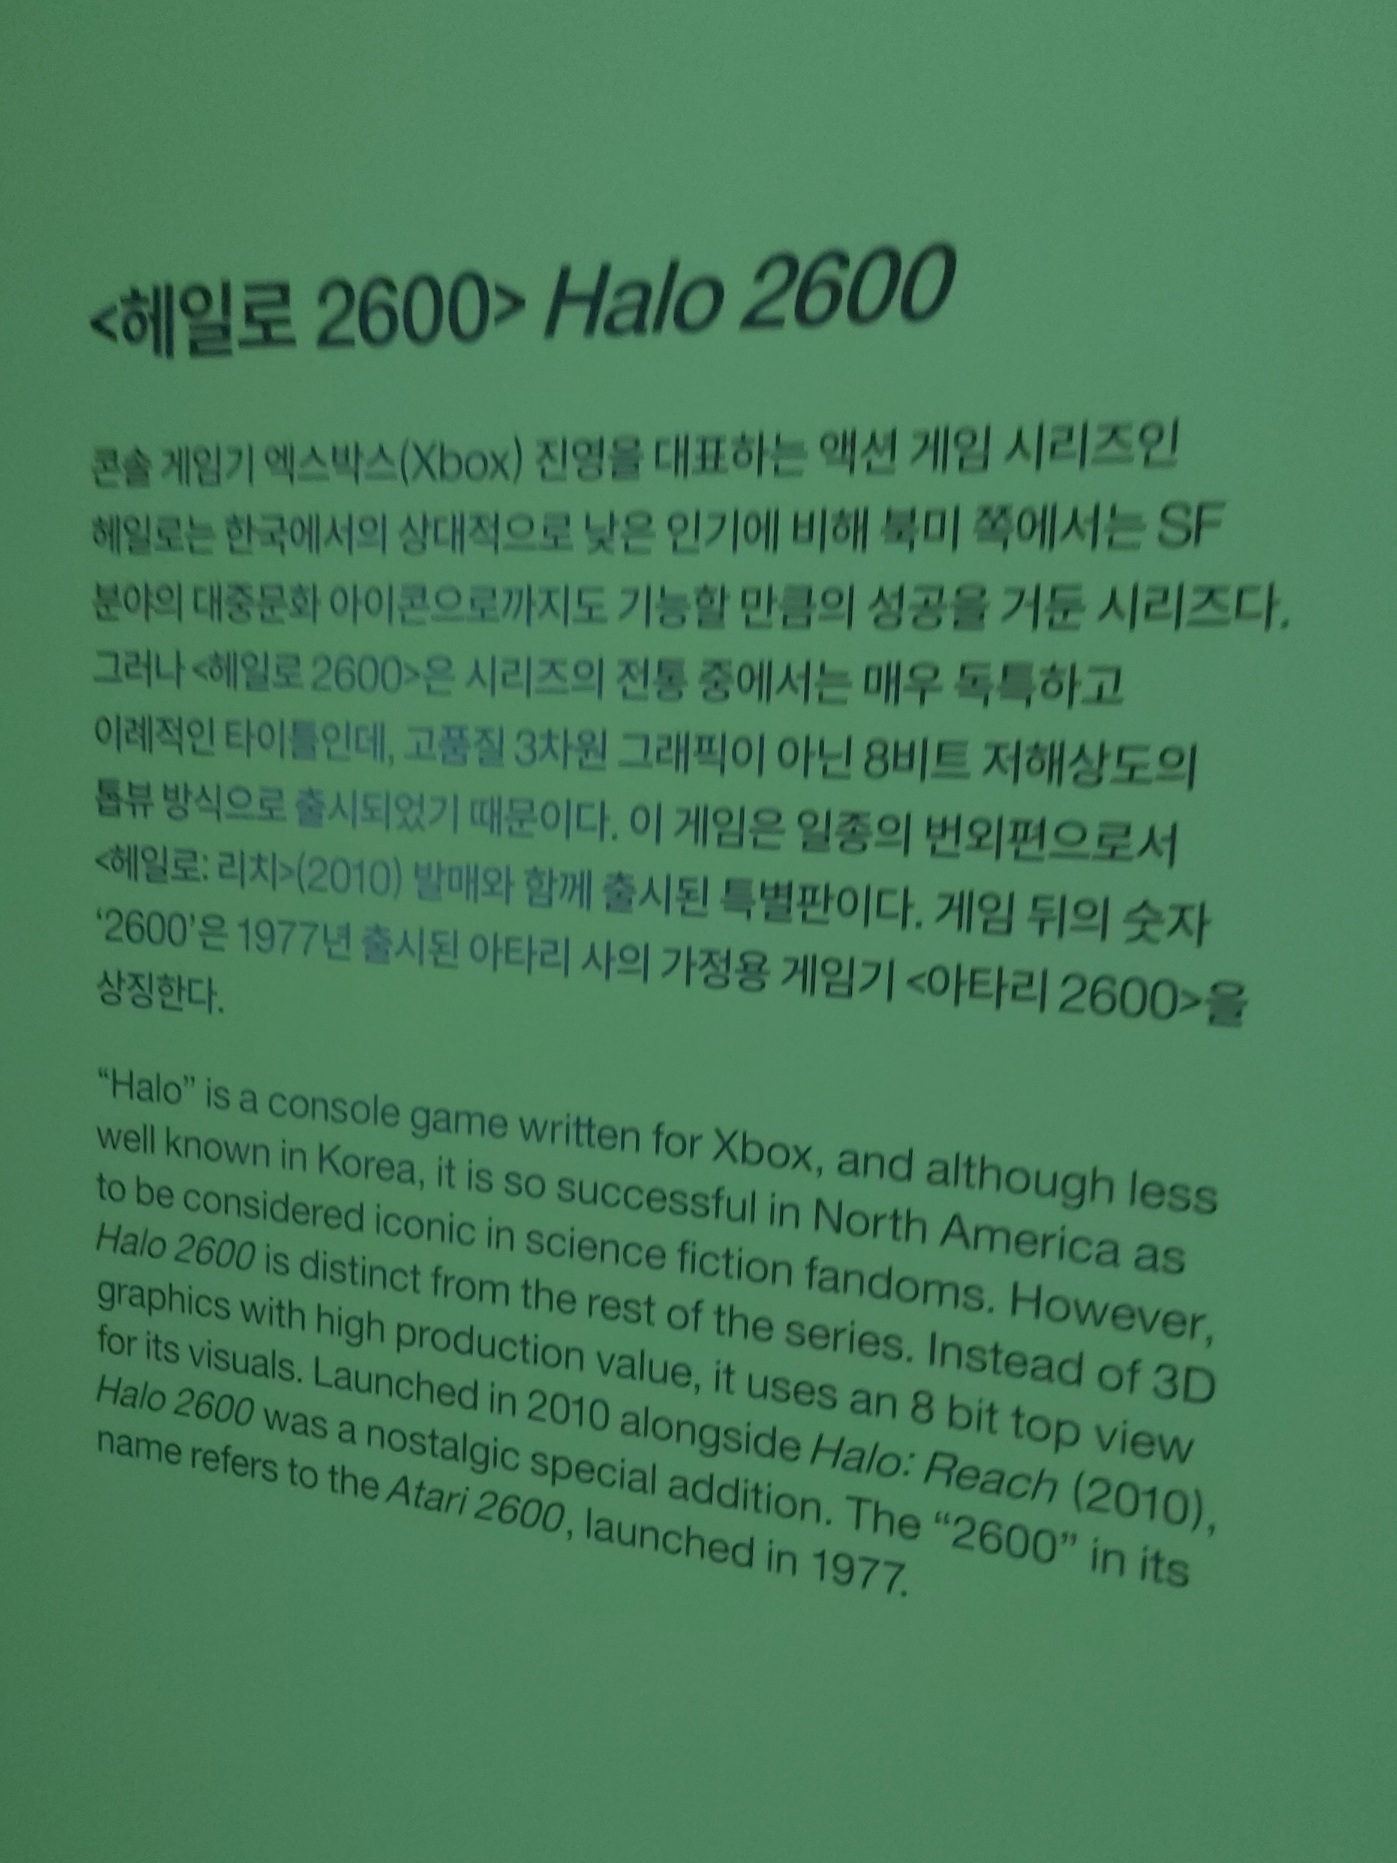 <헤일로 2600> Halo 2600
콘솔 게임기 엑스박스(Xbox) 진영을 대표하는 액션 게임 시리즈인
헤일로는 한국에서의 상대적으로 낮은 인기에 비해 북미 쪽에서는 SF
분야의 대중문화 아이콘으로까지도 기능할 만큼의 성공을 거둔 시리즈다.
그러나 <헤일로 2600>은 시리즈의 전통 중에서는 매우 독특하고
이례적인 타이틀인데, 고품질 3차원 그래픽이 아닌 8비트 저해상도의
톱뷰 방식으로 출시되었기 때문이다. 이 게임은 일종의 번외편으로서
<헤일로: 리치>(2010) 발매와 함께 출시된 특별판이다. 게임 뒤의 숫자
‘2600’은 1977년 출시된 아타리 사의 가정용 게임기 <아타리 2600>을
상징한다.
“Halo” is a console game written for Xbox, and although less
well known in Korea, it is so successful in North America as
to be considered iconic in science fiction fandoms. However,
Halo 2600 is distinct from the rest of the series. Instead of 3D
graphics with high production value, it uses an 8 bit top view
for its visuals. Launched in 2010 alongside Halo: Reach (2010),
Halo 2600 was a nostalgic special addition. The “2600” in its
name refers to the Atari 2600, launched in 1977.